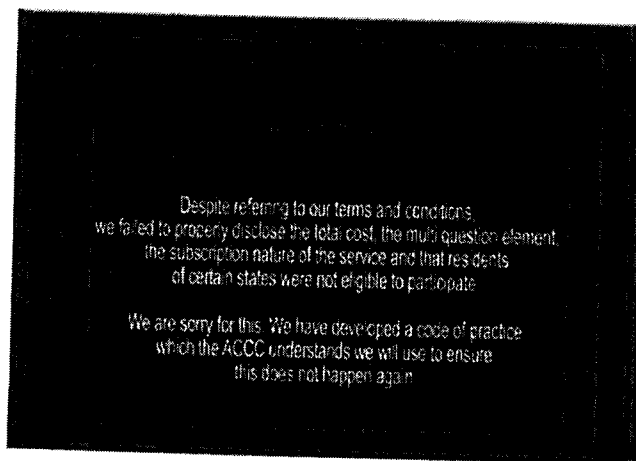 Despite referring to our terms and conditions,
we failed to properly disclose the total cost, the multi question element,
the subscription nature of the service and that residents
of certain states were not eligible to participate
We are sorry for this. We have developed a code of practice
which the ACCC understands we will use to ensure
this does not happen again